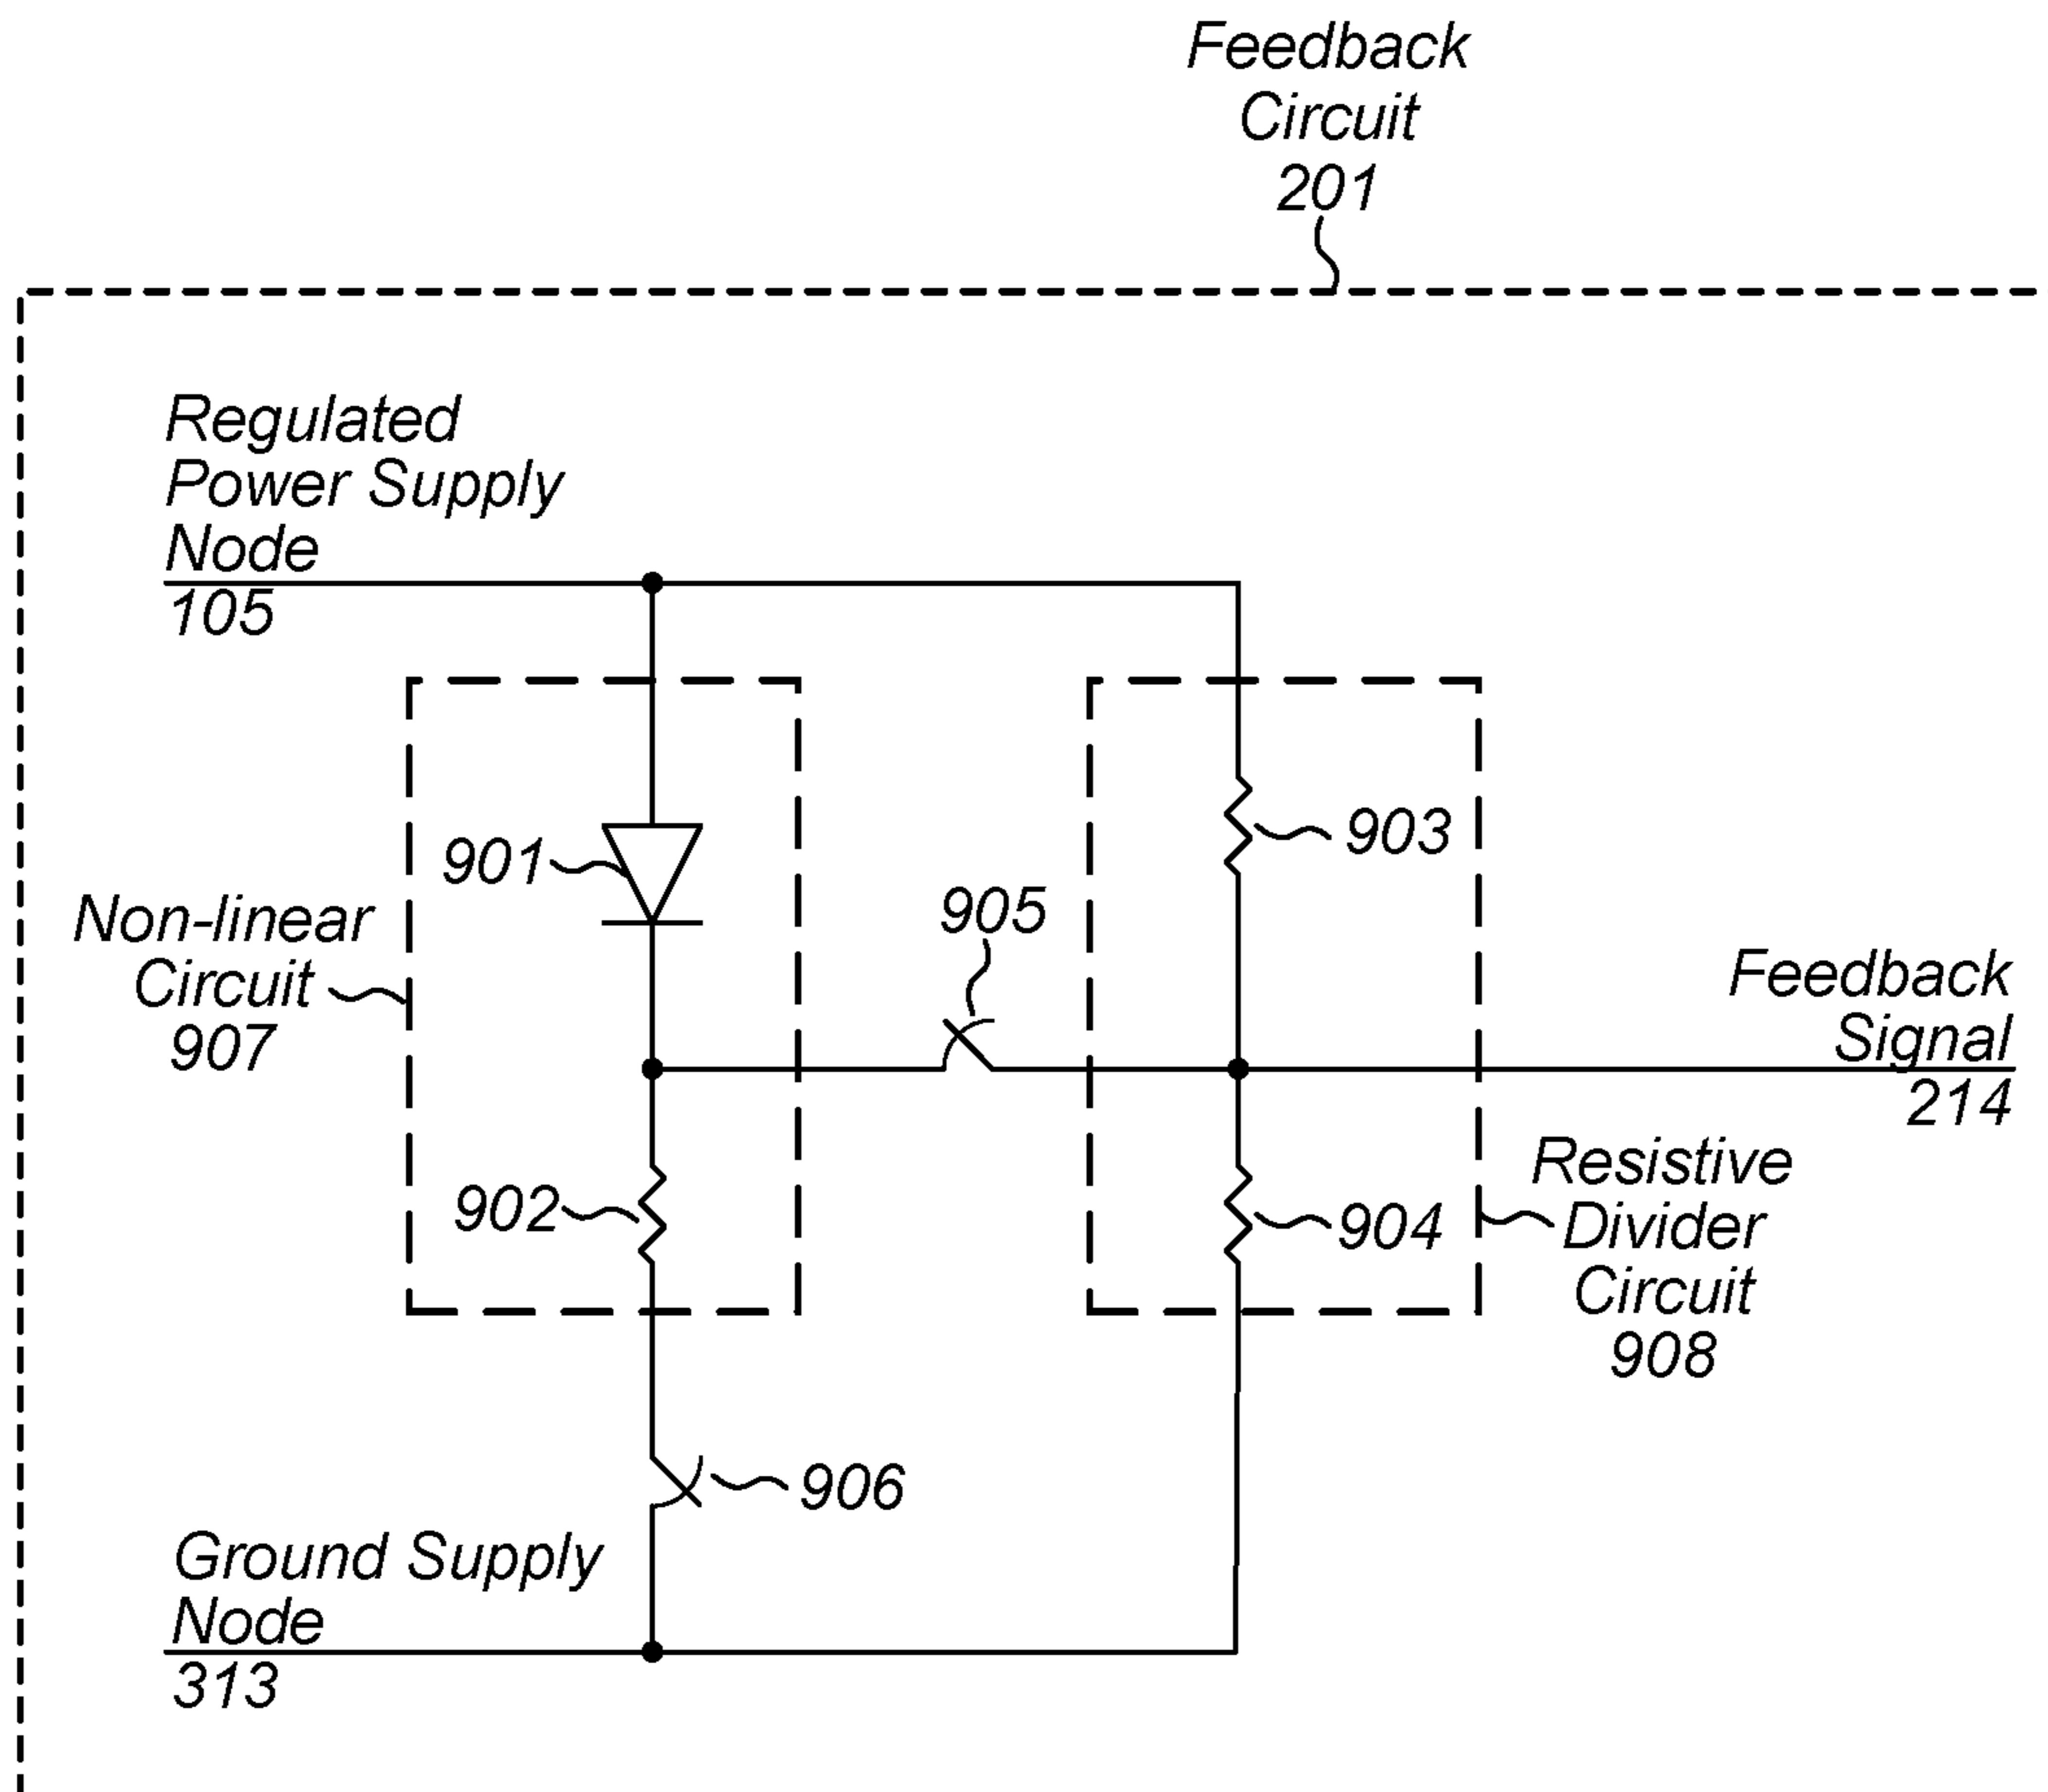 Feedback
Circuit
201
Regulated
Power Supply
Node
105
901
903
905
Non-linear
Circuit
907
Feedback
Signal
214
902
904
Resistive
Divider
Circuit
908
906
Ground Supply
Node
313